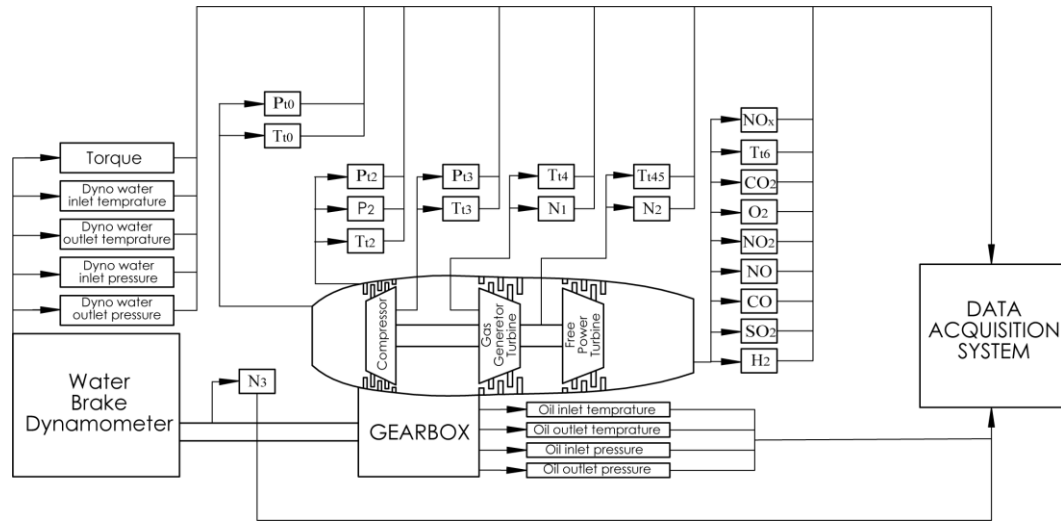 Pt0
Tt0
Torque
Dyno water
inlet temprature
Dyno water
outlet temprature
Dyno water
inlet pressure
Dyno water
outlet pressure
Pt2
P2
Tt2
Pt3
Tt3
Tt4
N1
Tt45
N2
NOx
Tt6
CO2
O2
NO2
NO
CO
SO2
H2
Compressor
Gas
Generetor
Turbine
Free
Power
Turbine
DATA
ACQUISITION
SYSTEM
Water
Brake
Dynamometer
N3
GEARBOX
Oil inlet temprature
Oil outlet temprature
Oil inlet pressure
Oil outlet pressure